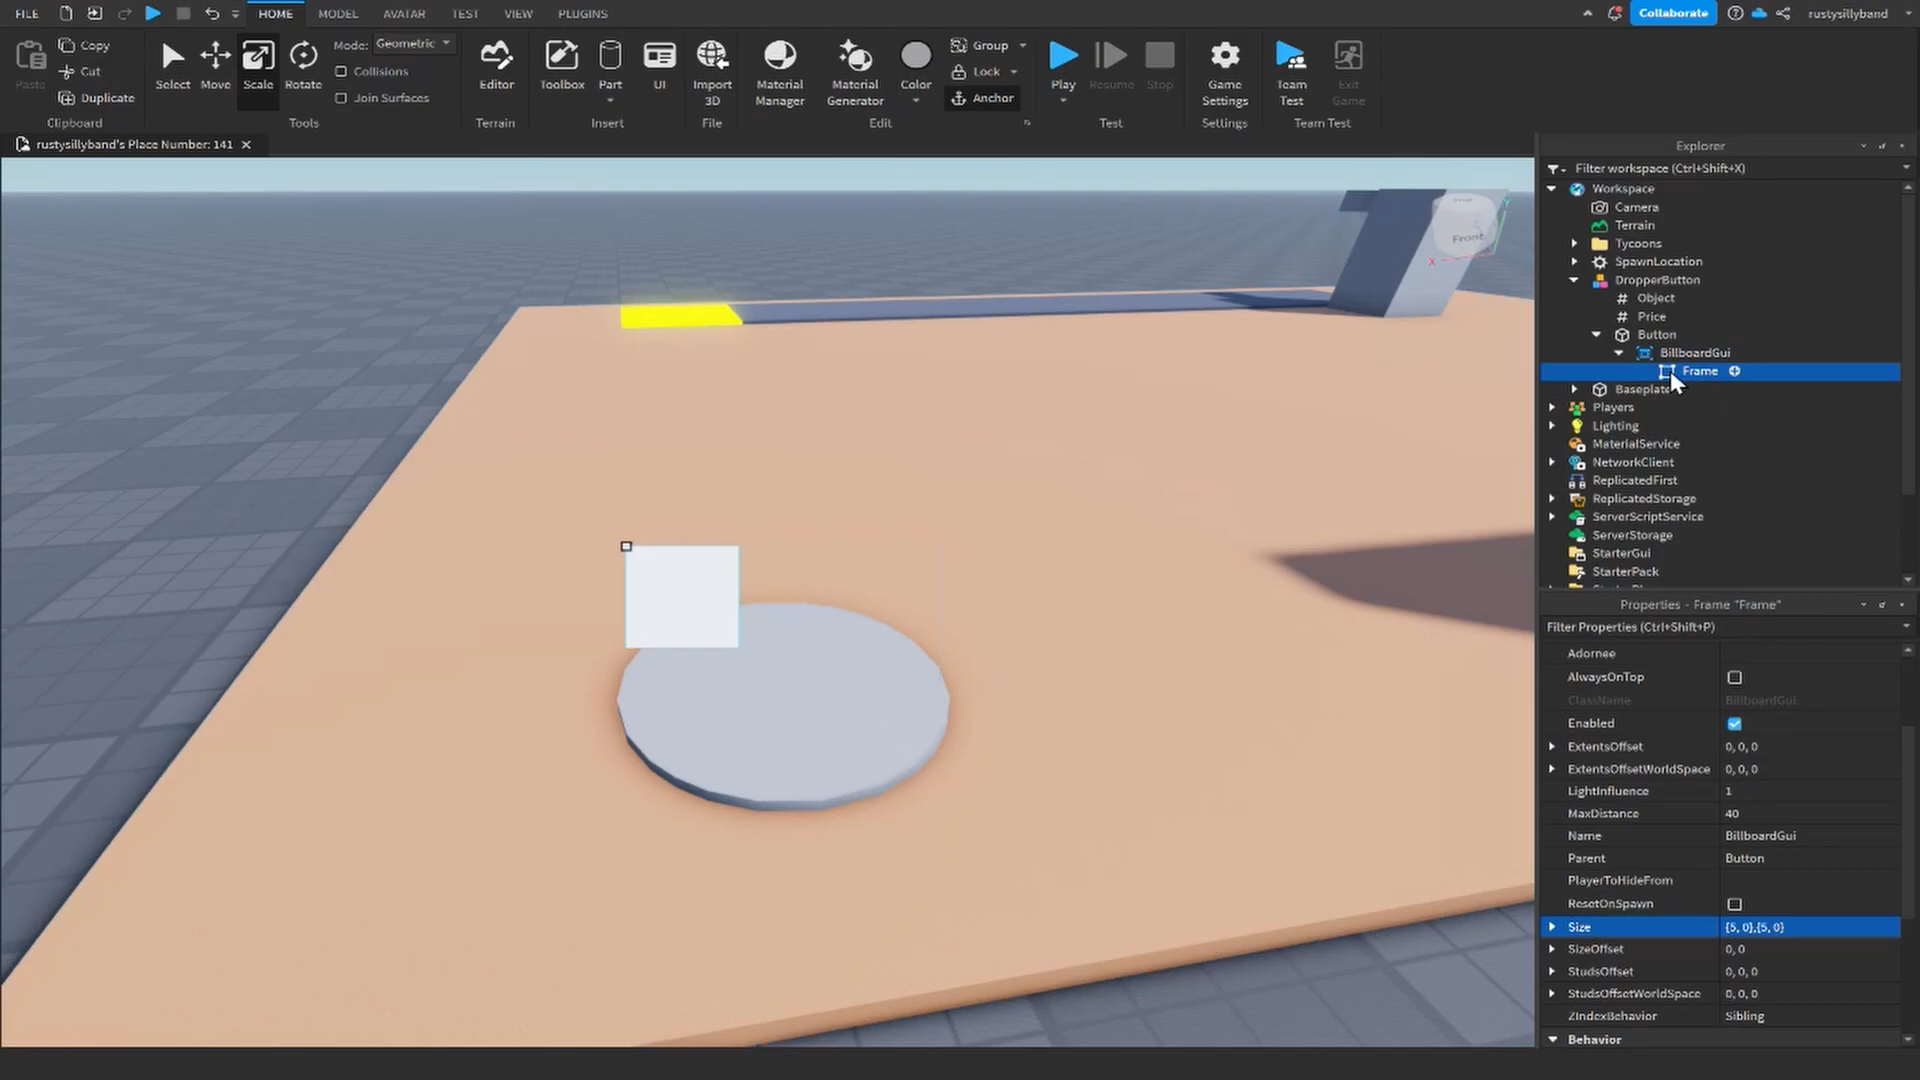 FILE HOME MODEL AVATAR TEST VIEW PLUGINS Collaborate rustysillyband
Paste Copy Cut Duplicate Clipboard
Select Move Scale Rotate Mode: Geometric Collisions Join Surfaces Tools
Editor Terrain
Toolbox Part UI Insert
Import 3D File
Material Manager Material Generator Color Group Lock Anchor Edit
Play Resume Stop Test
Game Settings Settings
Team Test Exit Game Team Test
rustysillyband's Place Number: 141
Front
X
Y
Explorer
Filter workspace (Ctrl+Shift+X)
Workspace
Camera
Terrain
Tycoons
SpawnLocation
DropperButton
Object
Price
Button
BillboardGui
Frame
Baseplate
Players
Lighting
MaterialService
NetworkClient
ReplicatedFirst
ReplicatedStorage
ServerScriptService
ServerStorage
StarterGui
StarterPack
Properties - Frame "Frame"
Filter Properties (Ctrl+Shift+P)
Adornee
AlwaysOnTop
ClassName BillboardGui
Enabled
ExtentsOffset 0, 0, 0
ExtentsOffsetWorldSpace 0, 0, 0
LightInfluence 1
MaxDistance 40
Name BillboardGui
Parent Button
PlayerToHideFrom
ResetOnSpawn
Size {5, 0},{5, 0}
SizeOffset 0, 0
StudsOffset 0, 0, 0
StudsOffsetWorldSpace 0, 0, 0
ZIndexBehavior Sibling
Behavior